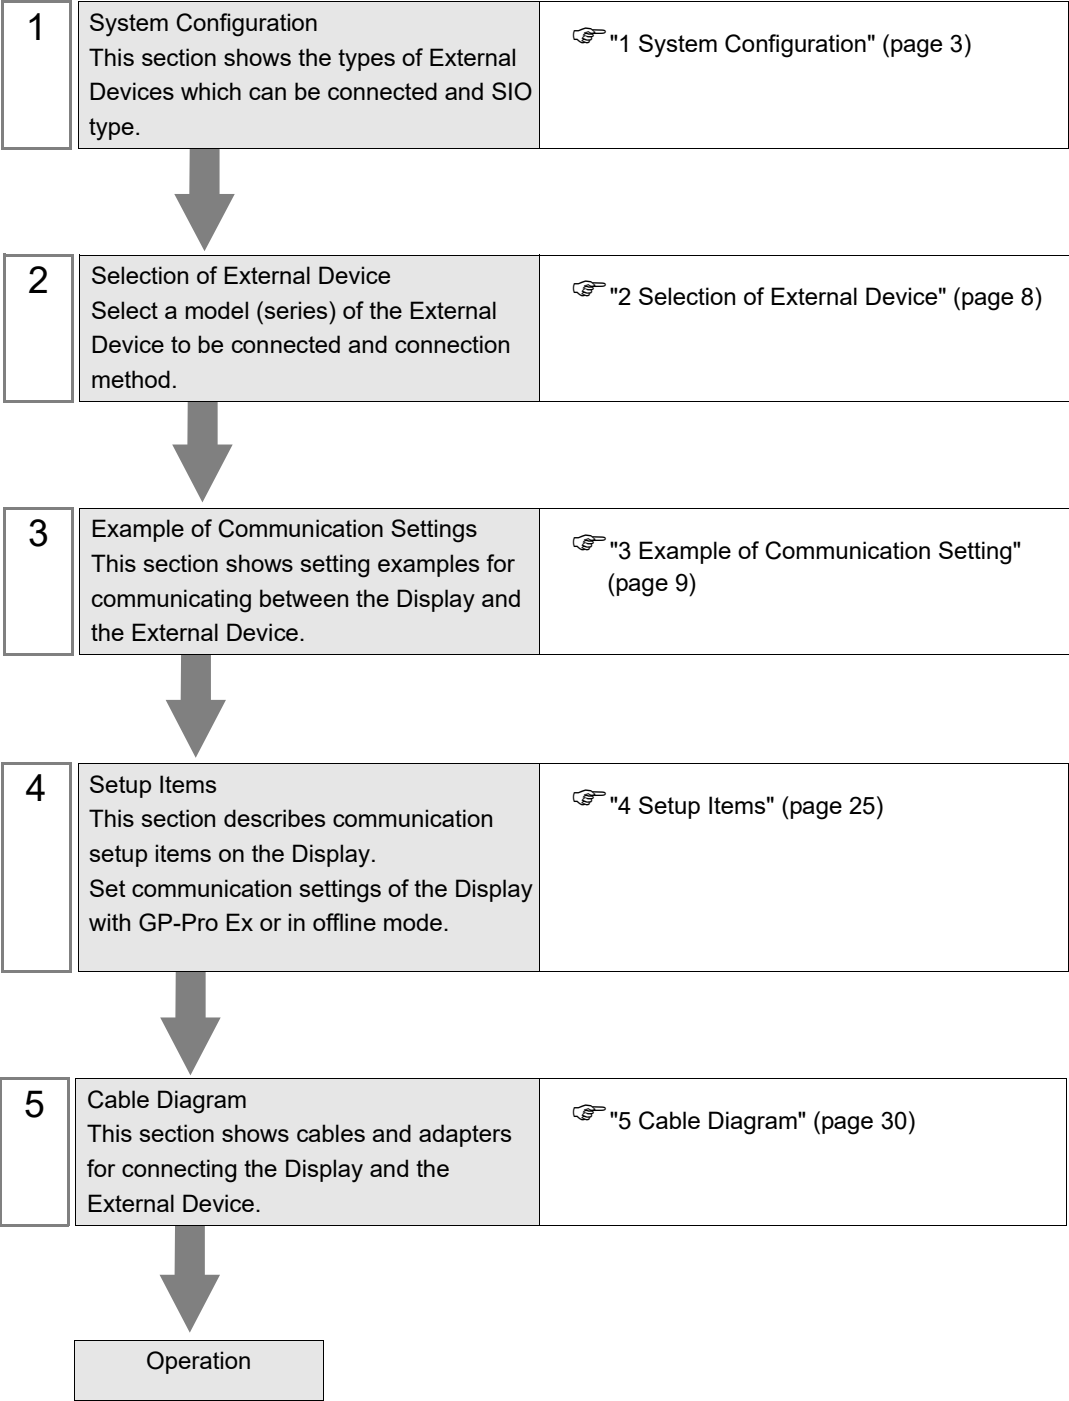 1
System Configuration
This section shows the types of External
Devices which can be connected and SIO
type.
"1 System Configuration" (page 3)
2
Selection of External Device
Select a model (series) of the External
Device to be connected and connection
method.
"2 Selection of External Device" (page 8)
3
Example of Communication Settings
This section shows setting examples for
communicating between the Display and
the External Device.
"3 Example of Communication Setting"
(page 9)
4
Setup Items
This section describes communication
setup items on the Display.
Set communication settings of the Display
with GP-Pro Ex or in offline mode.
"4 Setup Items" (page 25)
5
Cable Diagram
This section shows cables and adapters
for connecting the Display and the
External Device.
"5 Cable Diagram" (page 30)
Operation